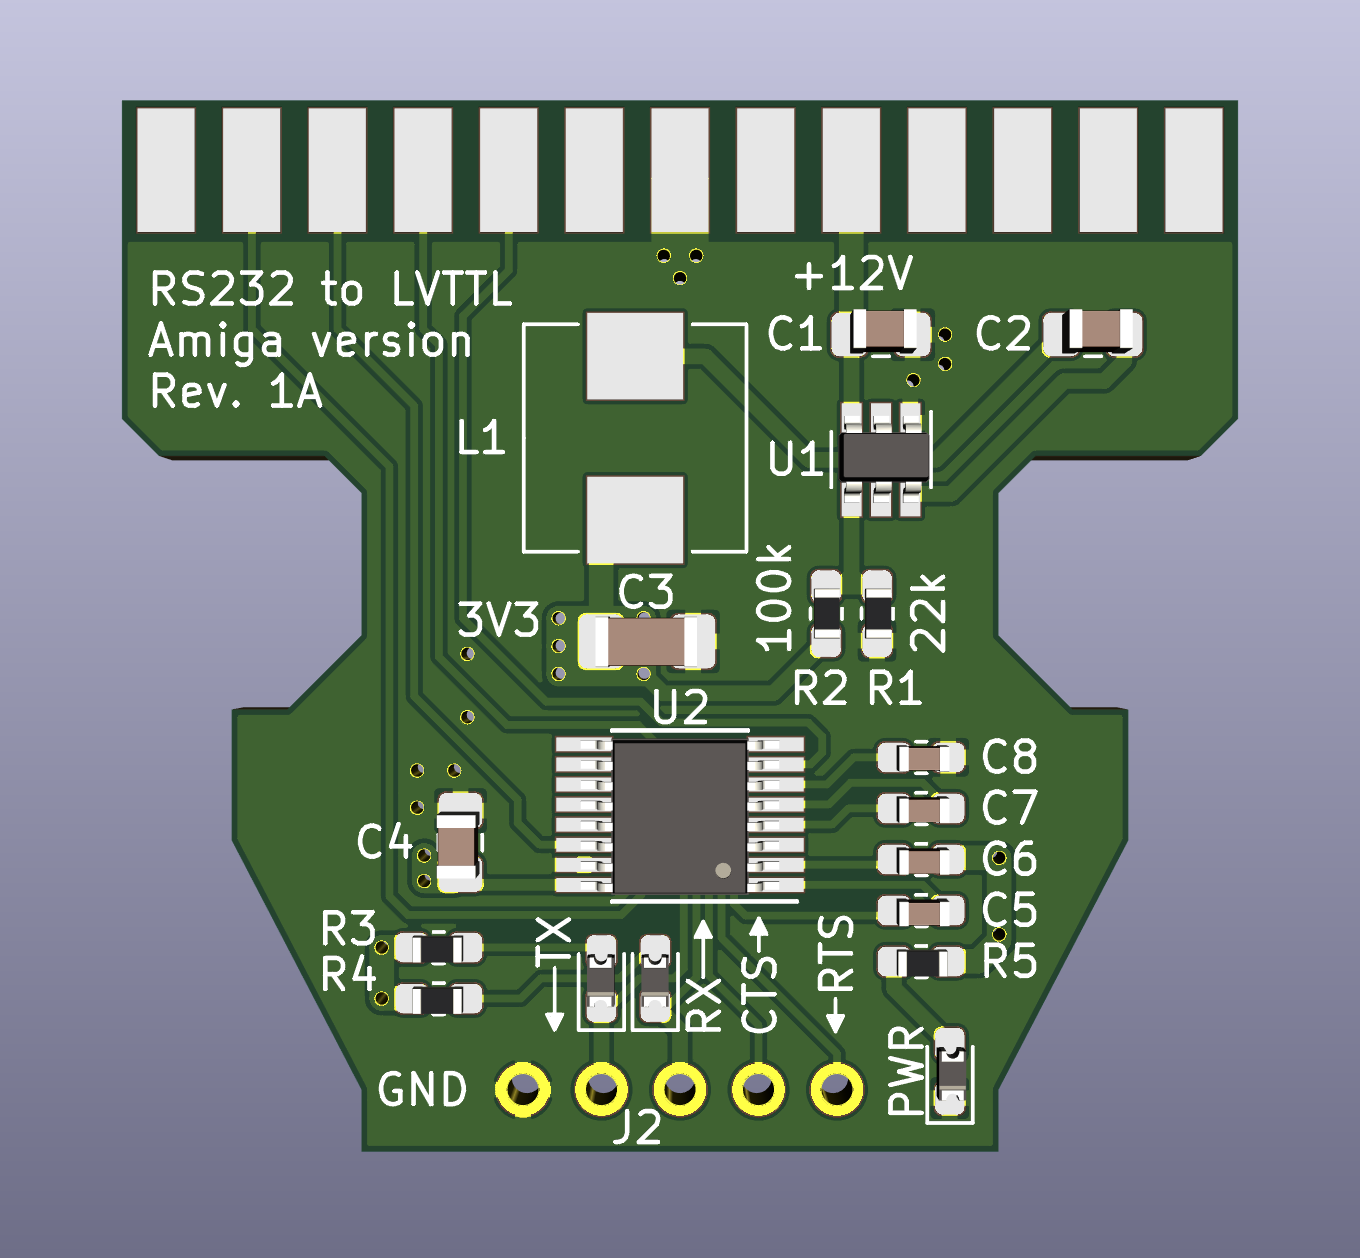 RS232 to LVTTL
Amiga version
Rev. 1A
+12V
C1
C2
L1
U1
3V3
C3
100k
22k
R2
R1
U2
C8
C7
C6
C5
R5
C4
R3
R4
TX
RX
CTS
RTS
PWR
GND
J2